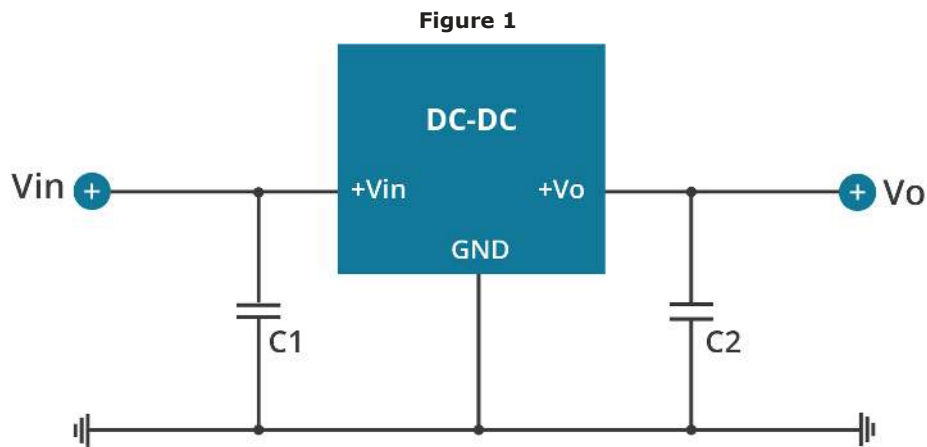 Figure 1
DC-DC
Vin + +Vin +Vo + Vo
GND
C1 C2